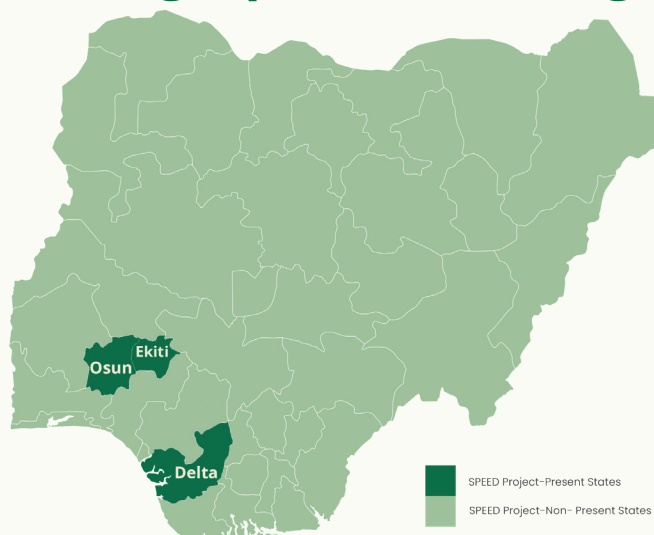 Ekiti
Osun
Delta
SPEED Project-Present States
SPEED Project-Non- Present States